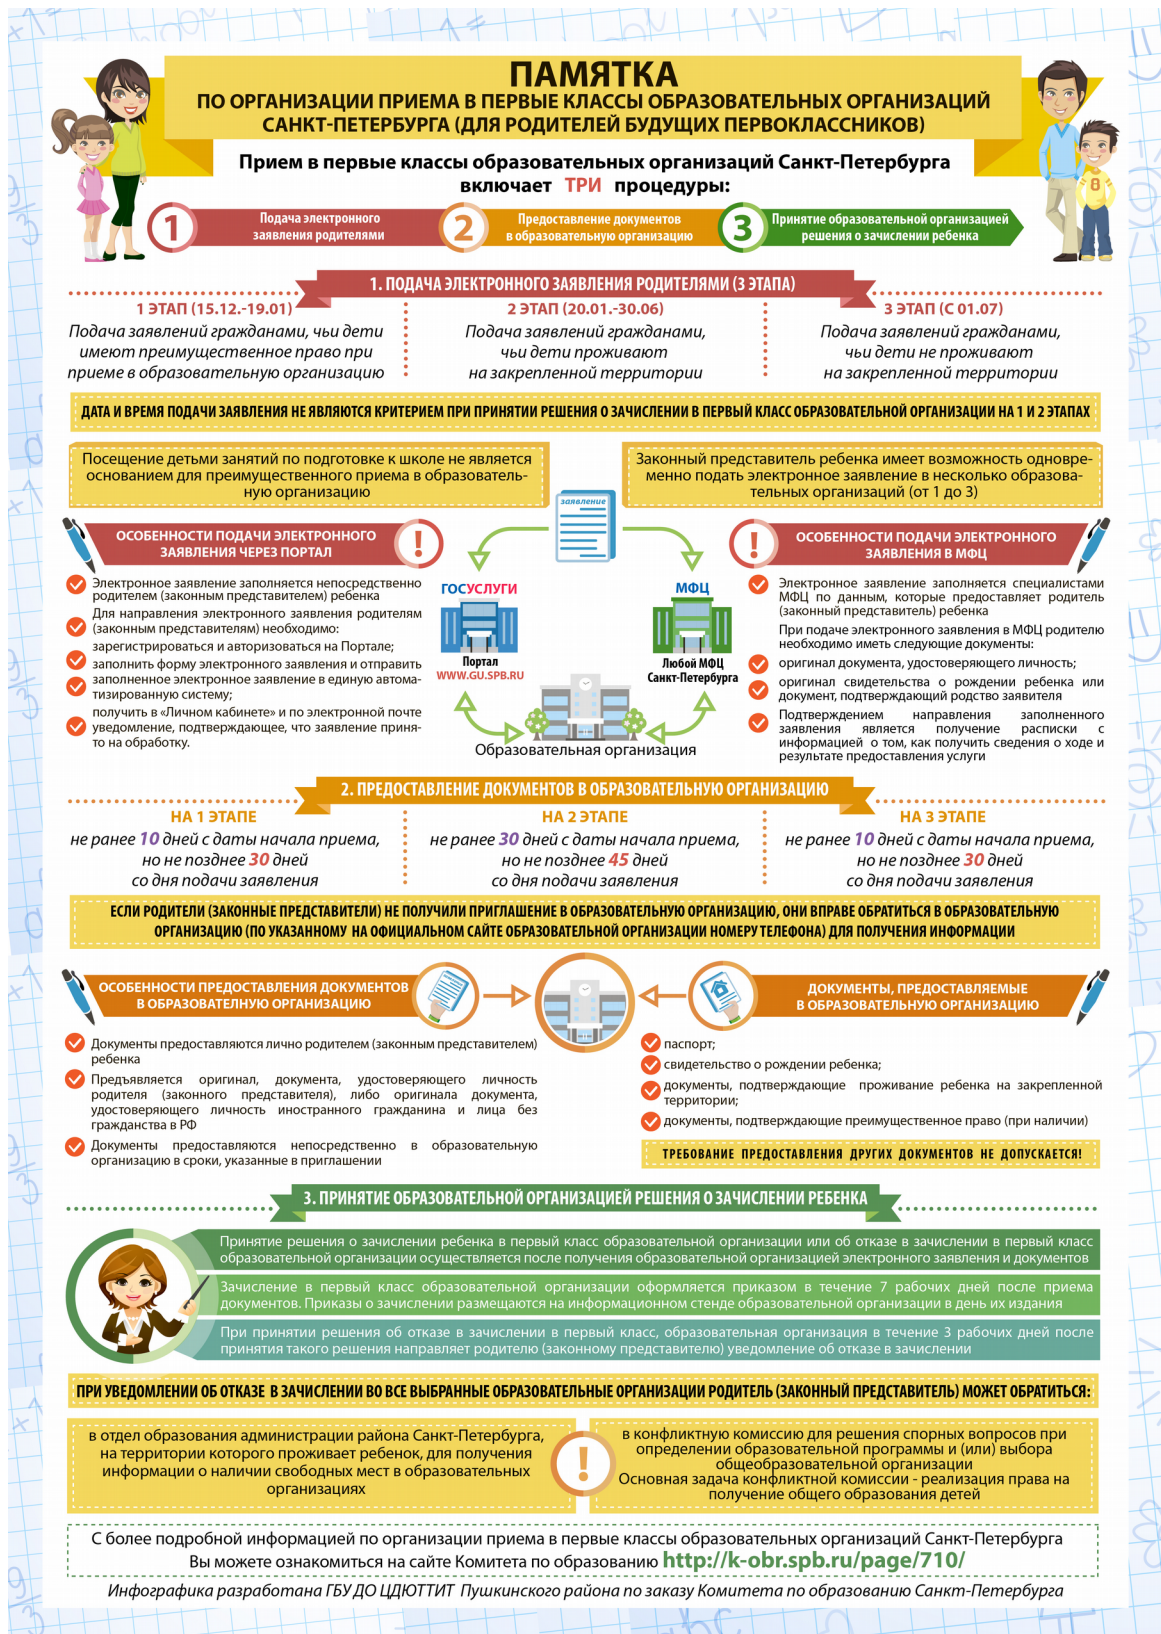 ПАМЯТКА
ПО ОРГАНИЗАЦИИ ПРИЕМА В ПЕРВЫЕ КЛАССЫ ОБРАЗОВАТЕЛЬНЫХ ОРГАНИЗАЦИЙ
САНКТ-ПЕТЕРБУРГА (ДЛЯ РОДИТЕЛЕЙ БУДУЩИХ ПЕРВОКЛАССНИКОВ)
Прием в первые классы образовательных организаций Санкт-Петербурга
включает ТРИ процедуры:
1
Подача электронного
заявления родителями
2
Предоставление документов
в образовательную организацию
3
Принятие образовательной организацией
решения о зачислении ребенка
8
1. ПОДАЧА ЭЛЕКТРОННОГО ЗАЯВЛЕНИЯ РОДИТЕЛЯМИ (3 ЭТАПА)
1 ЭТАП (15.12.-19.01)
Подача заявлений гражданами, чьи дети
имеют преимущественное право при
приеме в образовательную организацию
2 ЭТАП (20.01.-30.06)
Подача заявлений гражданами,
чьи дети проживают
на закрепленной территории
3 ЭТАП (С 01.07)
Подача заявлений гражданами,
чьи дети не проживают
на закрепленной территории
ДАТА И ВРЕМЯ ПОДАЧИ ЗАЯВЛЕНИЯ НЕ ЯВЛЯЮТСЯ КРИТЕРИЕМ ПРИ ПРИНЯТИИ РЕШЕНИЯ О ЗАЧИСЛЕНИИ В ПЕРВЫЙ КЛАСС ОБРАЗОВАТЕЛЬНОЙ ОРГАНИЗАЦИИ НА 1 И 2 ЭТАПАХ
Посещение детьми занятий по подготовке к школе не является
основанием для преимущественного приема в образователь-
ную организацию
Законный представитель ребенка имеет возможность одновре-
менно подать электронное заявление в несколько образова-
тельных организаций (от 1 до 3)
заявление
ОСОБЕННОСТИ ПОДАЧИ ЭЛЕКТРОННОГО
ЗАЯВЛЕНИЯ ЧЕРЕЗ ПОРТАЛ
!
Электронное заявление заполняется непосредственно
родителем (законным представителем) ребенка
Для направления электронного заявления родителям
(законным представителям) необходимо:
зарегистрироваться и авторизоваться на Портале;
заполнить форму электронного заявления и отправить
заполненное электронное заявление в единую автома-
тизированную систему;
получить в «Личном кабинете» и по электронной почте
уведомление, подтверждающее, что заявление приня-
то на обработку.
ГОСУСЛУГИ
Портал
WWW.GU.SPB.RU
МФЦ
Любой МФЦ
Санкт-Петербурга
Образовательная организация
!
ОСОБЕННОСТИ ПОДАЧИ ЭЛЕКТРОННОГО
ЗАЯВЛЕНИЯ В МФЦ
Электронное заявление заполняется специалистами
МФЦ по данным, которые предоставляет родитель
(законный представитель) ребенка
При подаче электронного заявления в МФЦ родителю
необходимо иметь следующие документы:
оригинал документа, удостоверяющего личность;
оригинал свидетельства о рождении ребенка или
документ, подтверждающий родство заявителя
Подтверждением направления заполненного
заявления является получение расписки с
информацией о том, как получить сведения о ходе и
результате предоставления услуги
2. ПРЕДОСТАВЛЕНИЕ ДОКУМЕНТОВ В ОБРАЗОВАТЕЛЬНУЮ ОРГАНИЗАЦИЮ
НА 1 ЭТАПЕ
не ранее 10 дней с даты начала приема,
но не позднее 30 дней
со дня подачи заявления
НА 2 ЭТАПЕ
не ранее 30 дней с даты начала приема,
но не позднее 45 дней
со дня подачи заявления
НА 3 ЭТАПЕ
не ранее 10 дней с даты начала приема,
но не позднее 30 дней
со дня подачи заявления
ЕСЛИ РОДИТЕЛИ (ЗАКОННЫЕ ПРЕДСТАВИТЕЛИ) НЕ ПОЛУЧИЛИ ПРИГЛАШЕНИЕ В ОБРАЗОВАТЕЛЬНУЮ ОРГАНИЗАЦИЮ, ОНИ ВПРАВЕ ОБРАТИТЬСЯ В ОБРАЗОВАТЕЛЬНУЮ
ОРГАНИЗАЦИЮ (ПО УКАЗАННОМУ НА ОФИЦИАЛЬНОМ САЙТЕ ОБРАЗОВАТЕЛЬНОЙ ОРГАНИЗАЦИИ НОМЕРУ ТЕЛЕФОНА) ДЛЯ ПОЛУЧЕНИЯ ИНФОРМАЦИИ
ОСОБЕННОСТИ ПРЕДОСТАВЛЕНИЯ ДОКУМЕНТОВ
В ОБРАЗОВАТЕЛНУЮ ОРГАНИЗАЦИЮ
Документы предоставляются лично родителем (законным представителем)
ребенка
Предъявляется оригинал, документа, удостоверяющего личность
родителя (законного представителя), либо оригинала документа,
удостоверяющего личность иностранного гражданина и лица без
гражданства в РФ
Документы предоставляются непосредственно в образовательную
организацию в сроки, указанные в приглашении
ДОКУМЕНТЫ, ПРЕДОСТАВЛЯЕМЫЕ
В ОБРАЗОВАТЕЛЬНУЮ ОРГАНИЗАЦИЮ
паспорт;
свидетельство о рождении ребенка;
документы, подтверждающие проживание ребенка на закрепленной
территории;
документы, подтверждающие преимущественное право (при наличии)
ТРЕБОВАНИЕ ПРЕДОСТАВЛЕНИЯ ДРУГИХ ДОКУМЕНТОВ НЕ ДОПУСКАЕТСЯ!
3. ПРИНЯТИЕ ОБРАЗОВАТЕЛЬНОЙ ОРГАНИЗАЦИЕЙ РЕШЕНИЯ О ЗАЧИСЛЕНИИ РЕБЕНКА
Принятие решения о зачислении ребенка в первый класс образовательной организации или об отказе в зачислении в первый класс
образовательной организации осуществляется после получения образовательной организацией электронного заявления и документов
Зачисление в первый класс образовательной организации оформляется приказом в течение 7 рабочих дней после приема
документов. Приказы о зачислении размещаются на информационном стенде образовательной организации в день их издания
При принятии решения об отказе в зачислении в первый класс, образовательная организация в течение 3 рабочих дней после
принятия такого решения направляет родителю (законному представителю) уведомление об отказе в зачислении
ПРИ УВЕДОМЛЕНИИ ОБ ОТКАЗЕ В ЗАЧИСЛЕНИИ ВО ВСЕ ВЫБРАННЫЕ ОБРАЗОВАТЕЛЬНЫЕ ОРГАНИЗАЦИИ РОДИТЕЛЬ (ЗАКОННЫЙ ПРЕДСТАВИТЕЛЬ) МОЖЕТ ОБРАТИТЬСЯ:
в отдел образования администрации района Санкт-Петербурга,
на территории которого проживает ребенок, для получения
информации о наличии свободных мест в образовательных
организациях
!
в конфликтную комиссию для решения спорных вопросов при
определении образовательной программы и (или) выбора
общеобразовательной организации
Основная задача конфликтной комиссии - реализация права на
получение общего образования детей
С более подробной информацией по организации приема в первые классы образовательных организаций Санкт-Петербурга
Вы можете ознакомиться на сайте Комитета по образованию http://k-obr.spb.ru/page/710/
Инфографика разработана ГБУ ДО ЦДЮТТИТ Пушкинского района по заказу Комитета по образованию Санкт-Петербурга